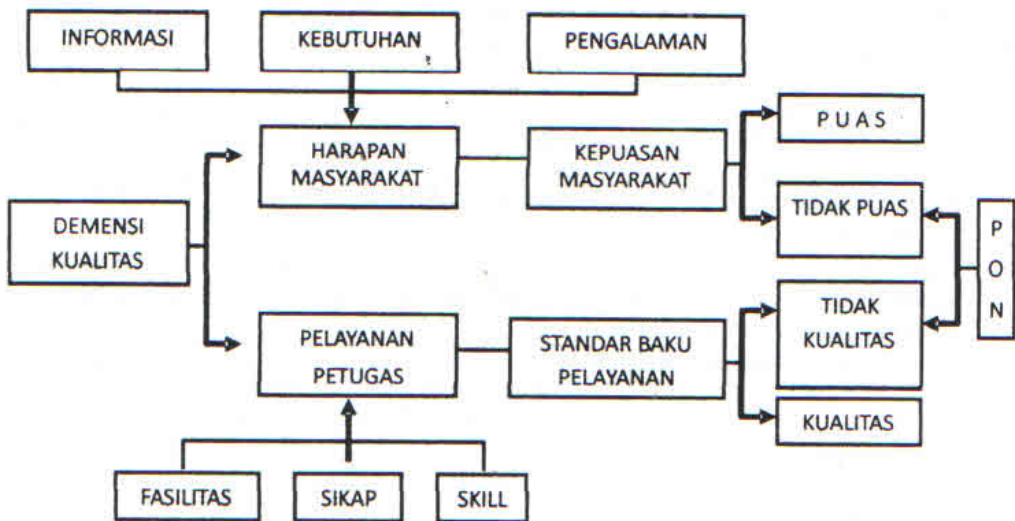 INFORMASI
KEBUTUHAN
PENGALAMAN
HARAPAN
MASYARAKAT
KEPUASAN
MASYARAKAT
P U A S
DEMENSI
KUALITAS
TIDAK PUAS
P
O
N
PELAYANAN
PETUGAS
STANDAR BAKU
PELAYANAN
TIDAK
KUALITAS
KUALITAS
FASILITAS
SIKAP
SKILL